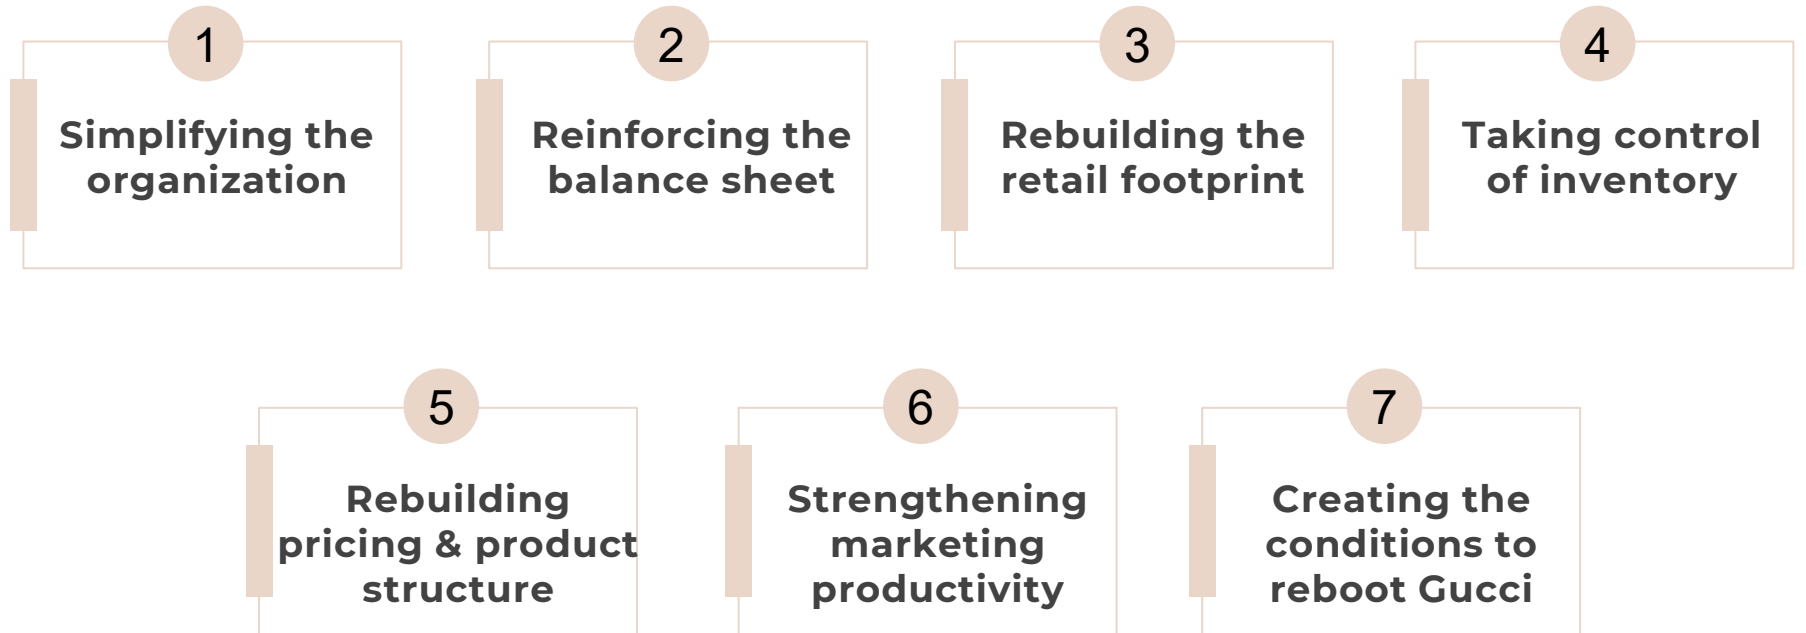 1
Simplifying the
organization
2
Reinforcing the
balance sheet
3
Rebuilding the
retail footprint
4
Taking control
of inventory
5
Rebuilding
pricing & product
structure
6
Strengthening
marketing
productivity
7
Creating the
conditions to
reboot Gucci